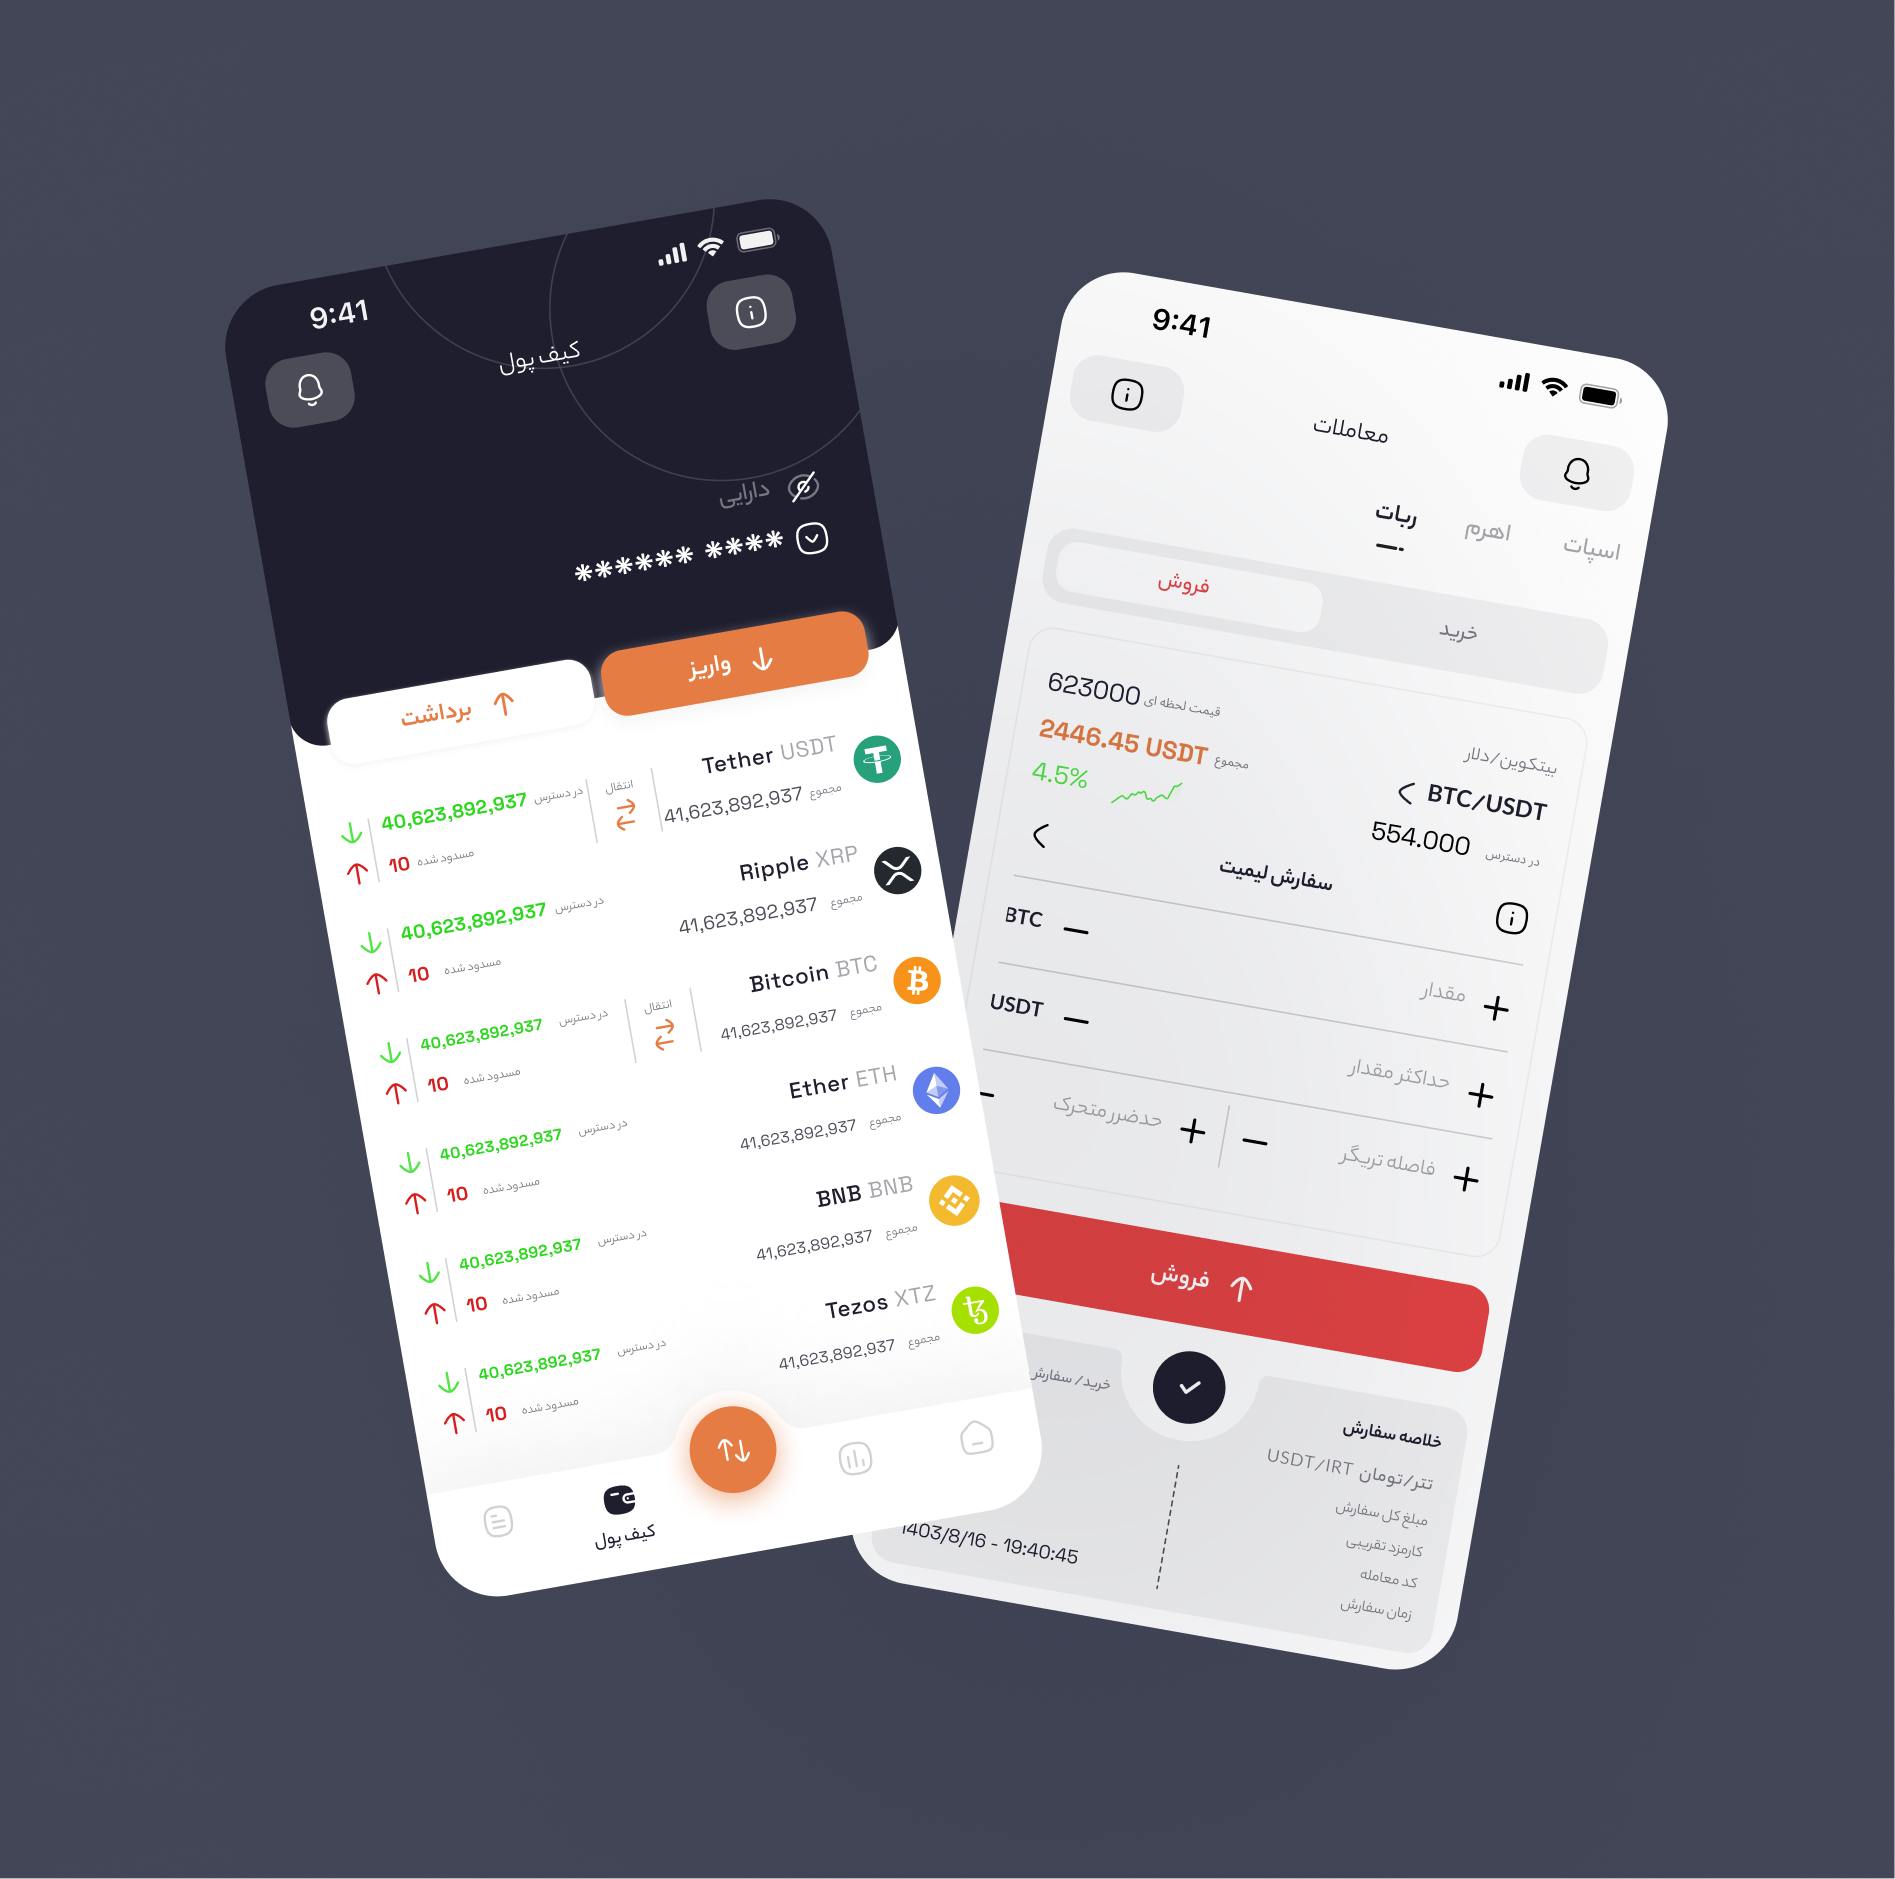 9:41
کیف پول
دارایی
****** ****
واریز
برداشت
Tether USDT
مجموع 41,623,892,937
انتقال
در دسترس 40,623,892,937
مسدود شده 10
Ripple XRP
مجموع 41,623,892,937
در دسترس 40,623,892,937
مسدود شده 10
Bitcoin BTC
مجموع 41,623,892,937
انتقال
در دسترس 40,623,892,937
مسدود شده 10
Ether ETH
مجموع 41,623,892,937
در دسترس 40,623,892,937
مسدود شده 10
BNB BNB
مجموع 41,623,892,937
در دسترس 40,623,892,937
مسدود شده 10
Tezos XTZ
مجموع 41,623,892,937
در دسترس 40,623,892,937
مسدود شده 10
کیف پول
9:41
معاملات
اسپات
اهرم
ربات
خرید
فروش
قیمت لحظه ای 623000
مجموع 2446.45 USDT
4.5%
بیتکوین/دلار
BTC/USDT
در دسترس 554.000
سفارش لیمیت
مقدار
BTC
حداکثر مقدار
USDT
فاصله تریگر
حدضرر متحرک
فروش
خرید/ سفارش
خلاصه سفارش
تتر/تومان USDT/IRT
مبلغ کل سفارش
کارمزد تقریبی
کد معامله
زمان سفارش
1403/8/16 - 19:40:45